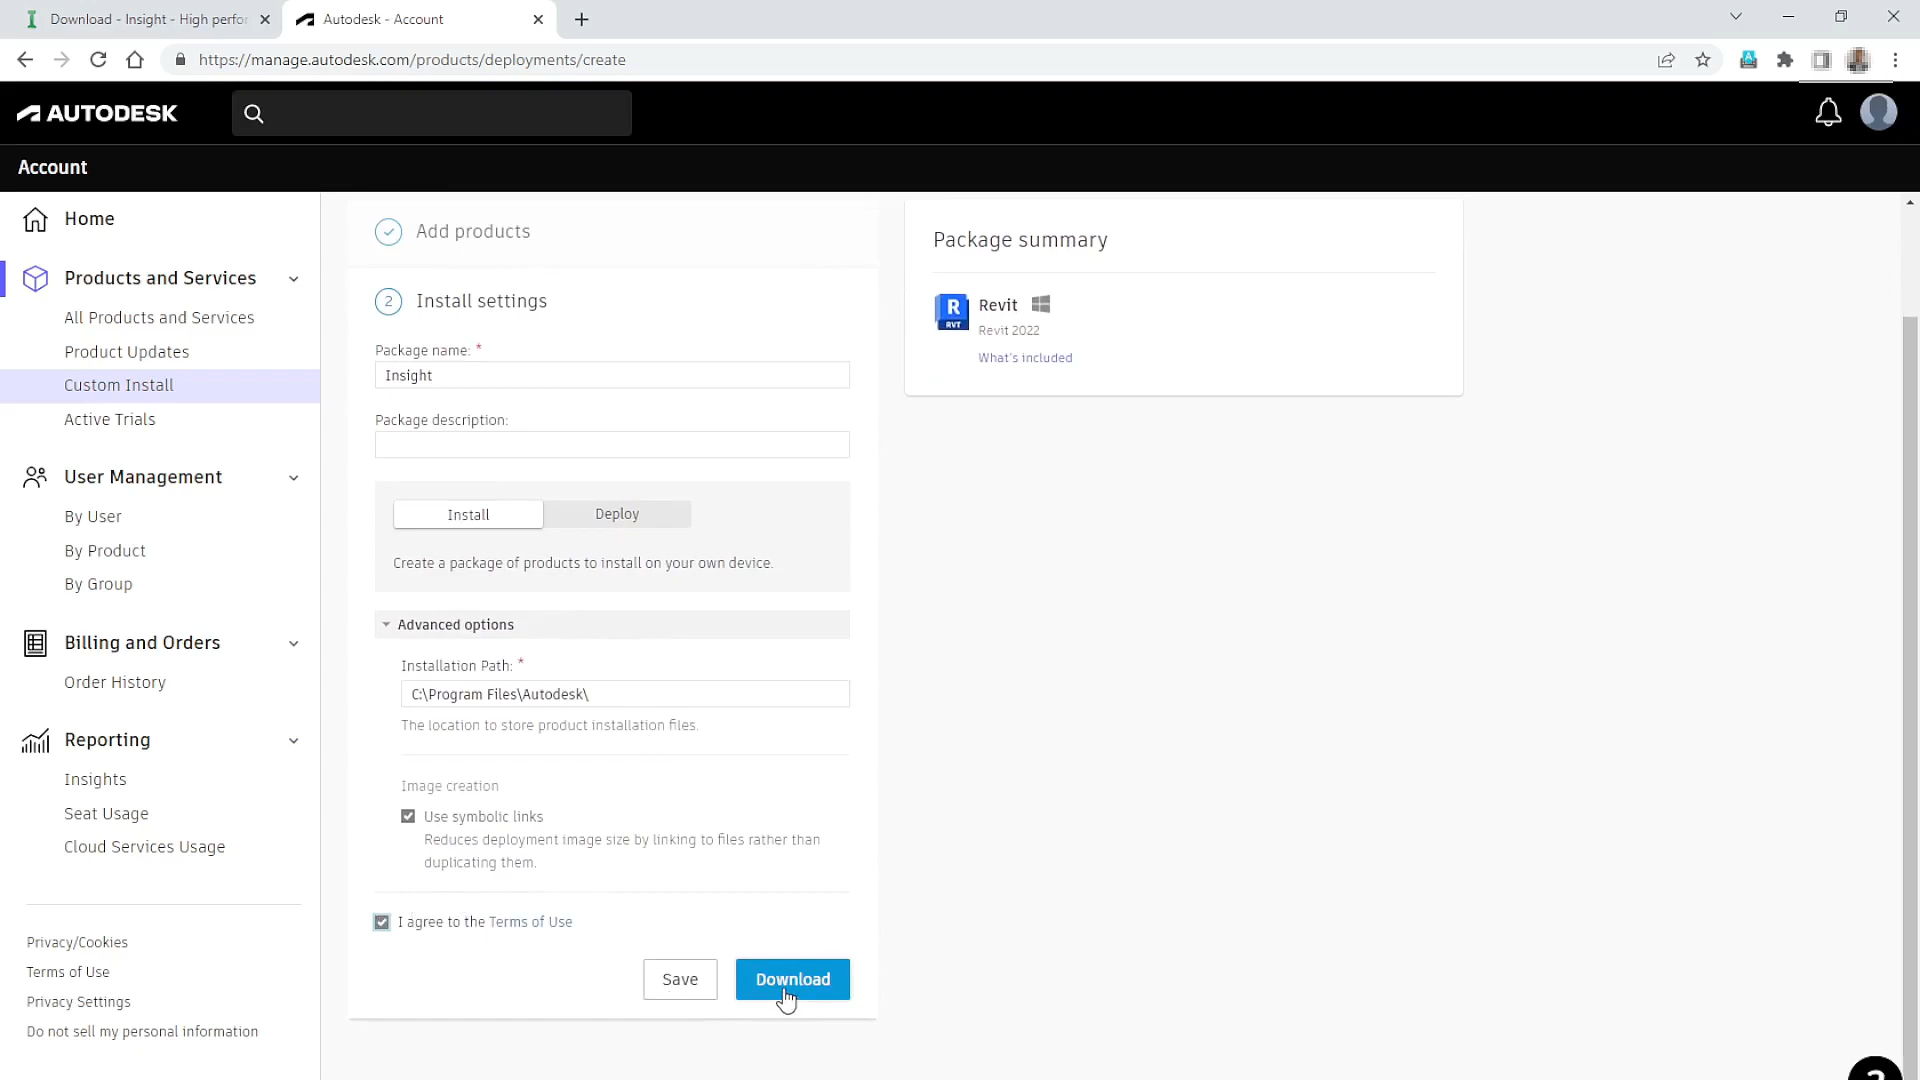 Download - Insight - High perfo
Autodesk - Account
https://manage.autodesk.com/products/deployments/create
AUTODESK
Account
Home
Products and Services
All Products and Services
Product Updates
Custom Install
Active Trials
User Management
By User
By Product
By Group
Billing and Orders
Order History
Reporting
Insights
Seat Usage
Cloud Services Usage
Privacy/Cookies
Terms of Use
Privacy Settings
Do not sell my personal information
Add products
2 Install settings
Package name: *
Insight
Package description:
Install Deploy
Create a package of products to install on your own device.
Advanced options
Installation Path: *
C:\Program Files\Autodesk\
The location to store product installation files.
Image creation
Use symbolic links
Reduces deployment image size by linking to files rather than
duplicating them.
I agree to the Terms of Use
Save Download
Package summary
R
RVT
Revit
Revit 2022
What's included
?